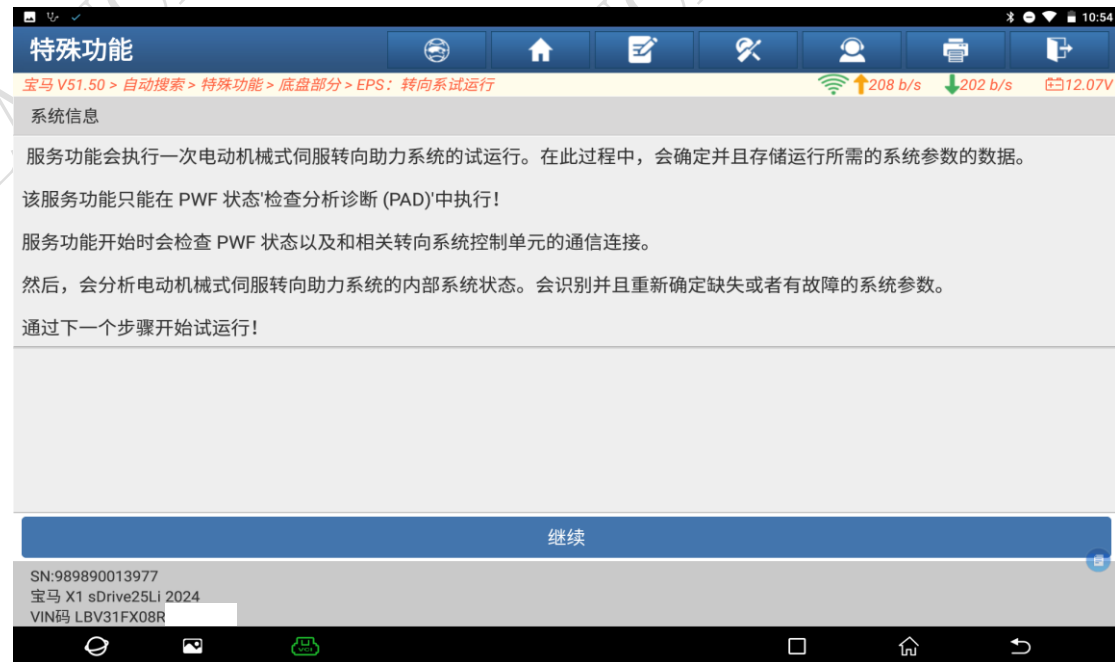 10:54
特殊功能
宝马 V51.50 > 自动搜索 > 特殊功能 > 底盘部分 > EPS：转向系试运行 208 b/s 202 b/s 12.07V
系统信息
服务功能会执行一次电动机械式伺服转向助力系统的试运行。在此过程中，会确定并且存储运行所需的系统参数的数据。
该服务功能只能在 PWF 状态'检查分析诊断 (PAD)'中执行！
服务功能开始时会检查 PWF 状态以及和相关转向系统控制单元的通信连接。
然后，会分析电动机械式伺服转向助力系统的内部系统状态。会识别并且重新确定缺失或者有故障的系统参数。
通过下一个步骤开始试运行！
继续
SN:989890013977
宝马 X1 sDrive25Li 2024
VIN码 LBV31FX08R
VCI